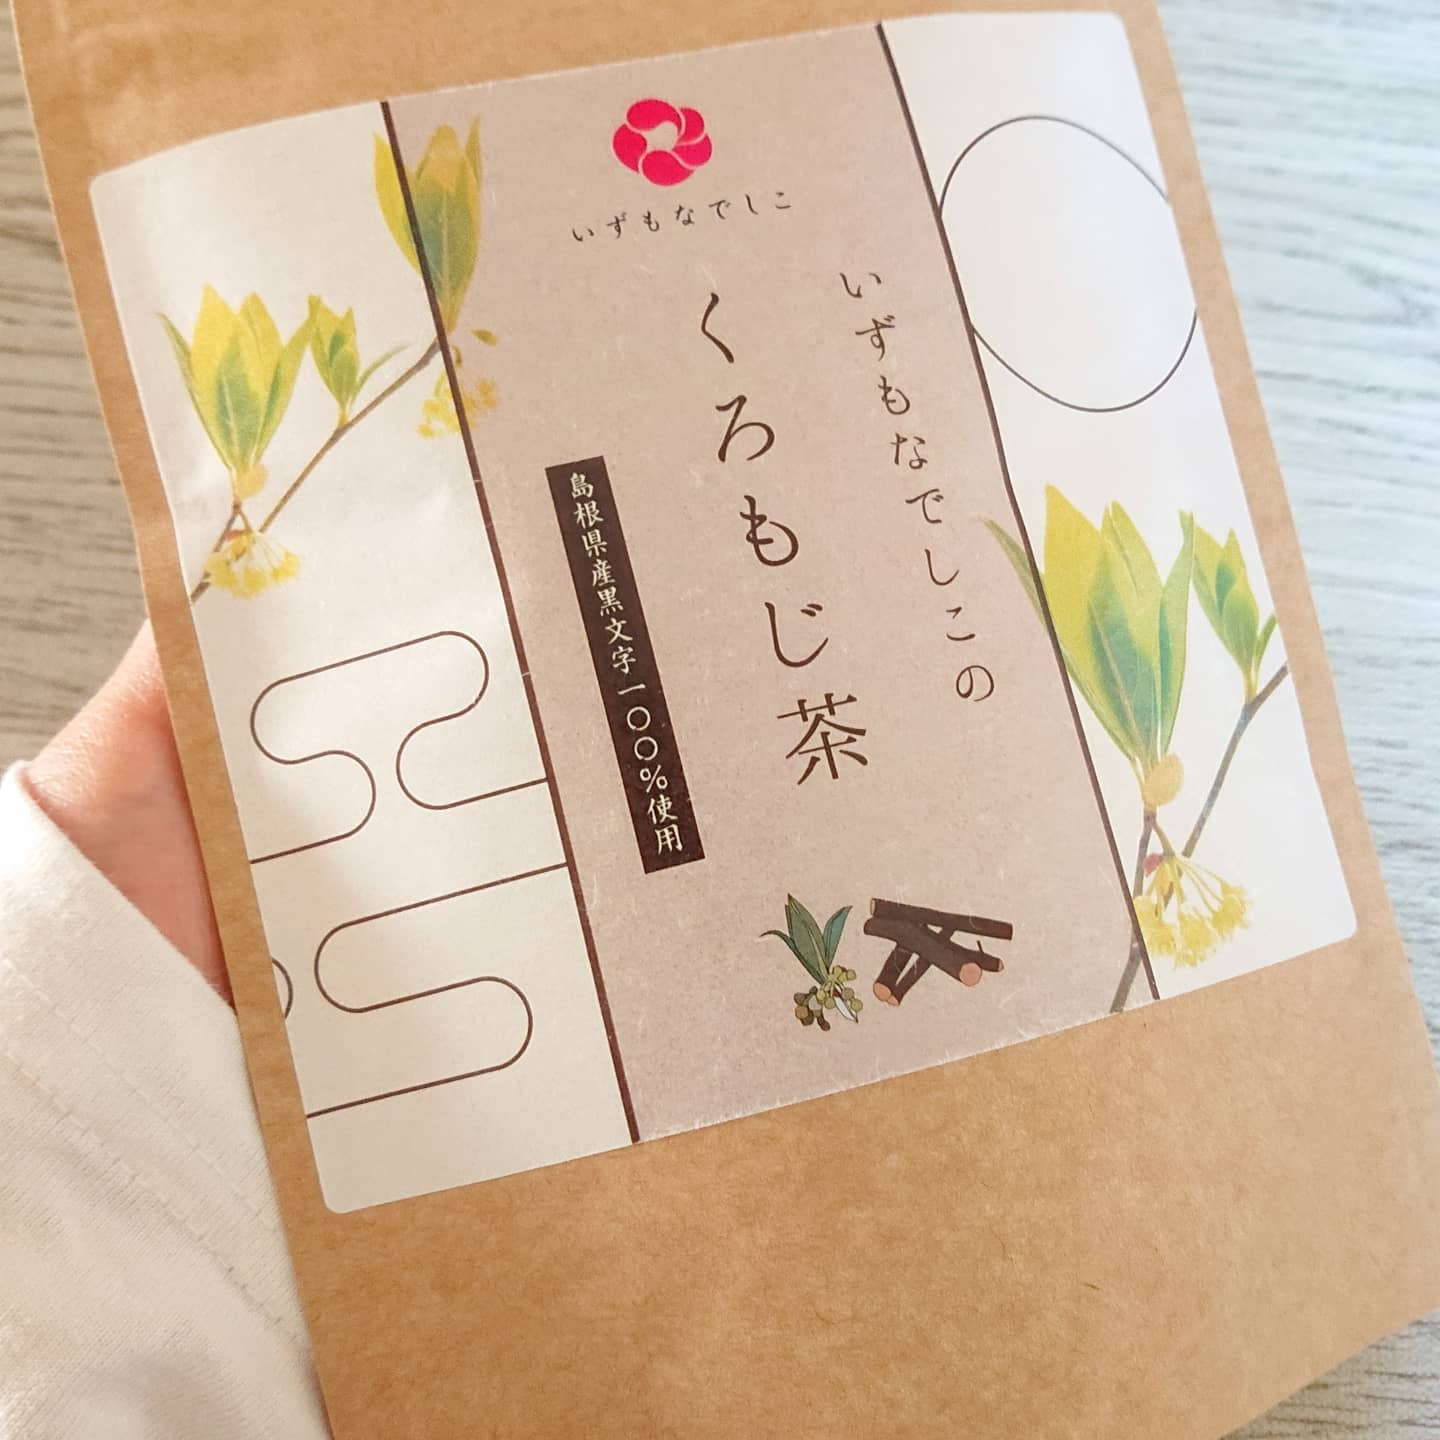 いずもなでしこ
いずもなでしこの
くろもじ茶
島根県産黒文字一〇〇%使用